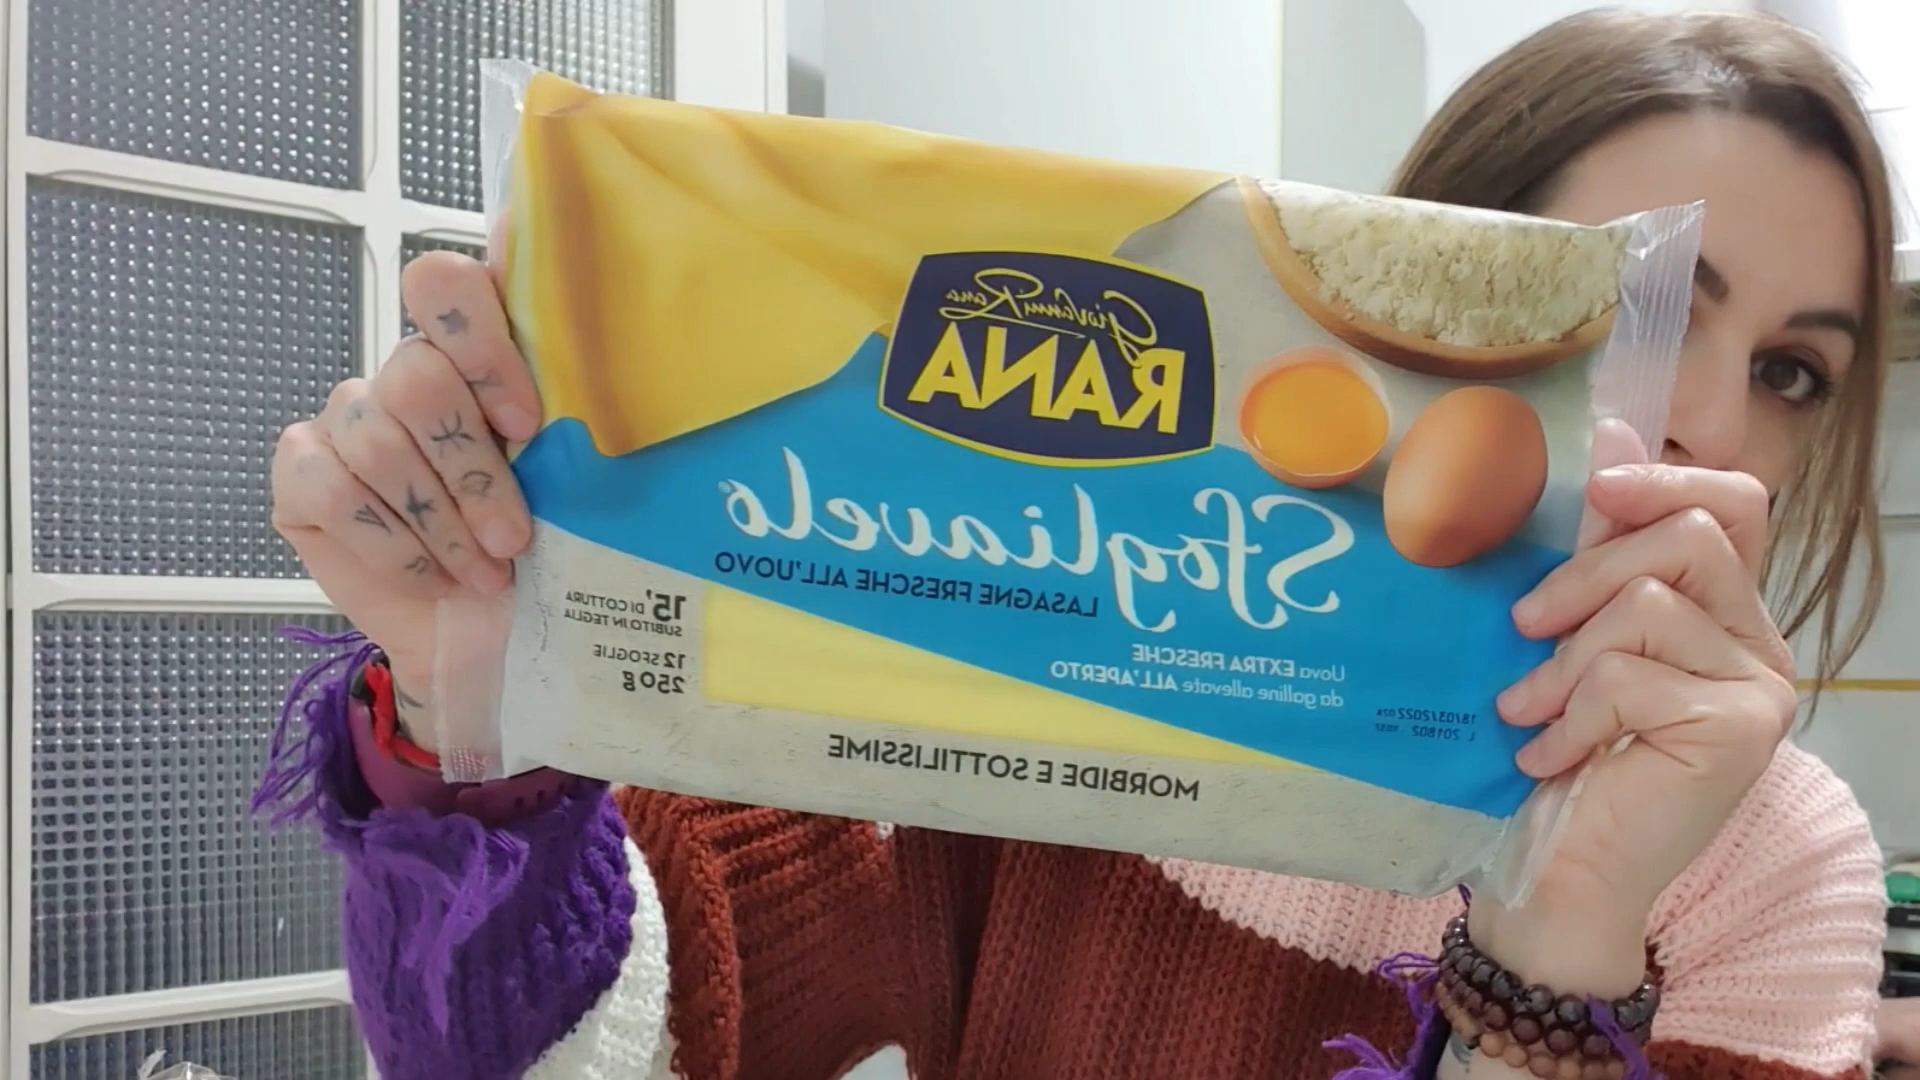 Giovanni Rana
RANA
Sfogliavelo®
LASAGNE FRESCHE ALL'UOVO
Uova EXTRA FRESCHE
da galline allevate ALL'APERTO
15' DI COTTURA
SUBITO IN TEGLIA
12 SFOGLIE
250 g
18/03/2022
L 201802
MORBIDE E SOTTILISSIME